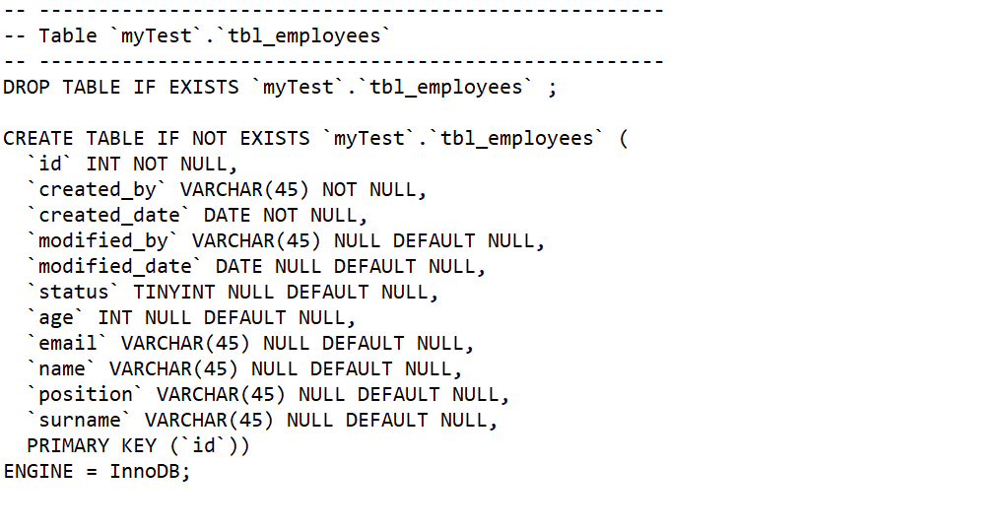 -- -----------------------------------------------------
-- Table `myTest`.`tbl_employees`
-- -----------------------------------------------------
DROP TABLE IF EXISTS `myTest`.`tbl_employees` ;
CREATE TABLE IF NOT EXISTS `myTest`.`tbl_employees` (
  `id` INT NOT NULL,
  `created_by` VARCHAR(45) NOT NULL,
  `created_date` DATE NOT NULL,
  `modified_by` VARCHAR(45) NULL DEFAULT NULL,
  `modified_date` DATE NULL DEFAULT NULL,
  `status` TINYINT NULL DEFAULT NULL,
  `age` INT NULL DEFAULT NULL,
  `email` VARCHAR(45) NULL DEFAULT NULL,
  `name` VARCHAR(45) NULL DEFAULT NULL,
  `position` VARCHAR(45) NULL DEFAULT NULL,
  `surname` VARCHAR(45) NULL DEFAULT NULL,
  PRIMARY KEY (`id`))
ENGINE = InnoDB;